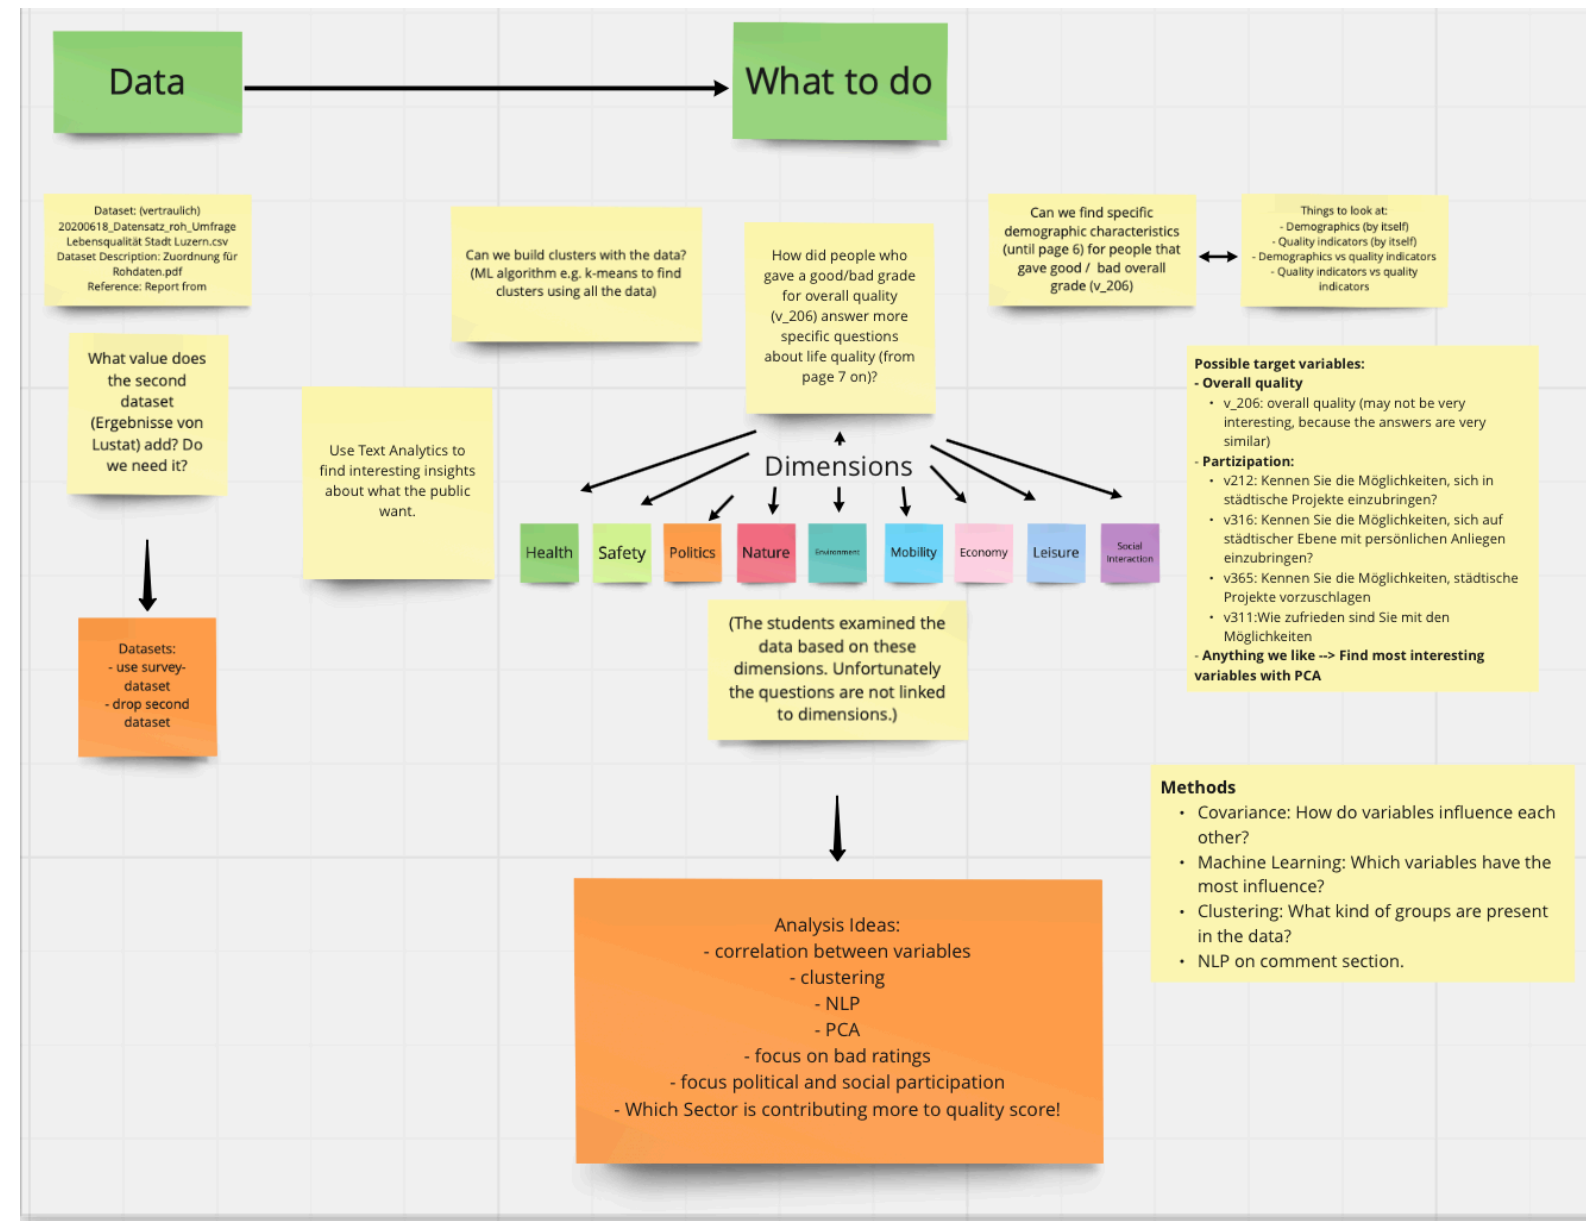 Data
What to do
Dataset: (vertraulich)
20200618_Datensatz_roh_Umfrage
Lebensqualität Stadt Luzern.csv
Dataset Description: Zuordnung für
Rohdaten.pdf
Reference: Report from
What value does
the second
dataset
(Ergebnisse von
Lustat) add? Do
we need it?
Datasets:
- use survey-
dataset
- drop second
dataset
Use Text Analytics to
find interesting insights
about what the public
want.
Can we build clusters with the data?
(ML algorithm e.g. k-means to find
clusters using all the data)
How did people who
gave a good/bad grade
for overall quality
(v_206) answer more
specific questions
about life quality (from
page 7 on)?
Dimensions
Health
Safety
Politics
Nature
Environment
Mobility
Economy
Leisure
Social
Interaction
(The students examined the
data based on these
dimensions. Unfortunately
the questions are not linked
to dimensions.)
Analysis Ideas:
- correlation between variables
- clustering
- NLP
- PCA
- focus on bad ratings
- focus political and social participation
- Which Sector is contributing more to quality score!
Can we find specific
demographic characteristics
(until page 6) for people that
gave good / bad overall
grade (v_206)
Things to look at:
- Demographics (by itself)
- Quality indicators (by itself)
- Demographics vs quality indicators
- Quality indicators vs quality
indicators
Possible target variables:
- Overall quality
• v_206: overall quality (may not be very
interesting, because the answers are very
similar)
- Partizipation:
• v212: Kennen Sie die Möglichkeiten, sich in
städtische Projekte einzubringen?
• v316: Kennen Sie die Möglichkeiten, sich auf
städtischer Ebene mit persönlichen Anliegen
einzubringen?
• v365: Kennen Sie die Möglichkeiten, städtische
Projekte vorzuschlagen
• v311:Wie zufrieden sind Sie mit den
Möglichkeiten
- Anything we like --> Find most interesting
variables with PCA
Methods
• Covariance: How do variables influence each
other?
• Machine Learning: Which variables have the
most influence?
• Clustering: What kind of groups are present
in the data?
• NLP on comment section.